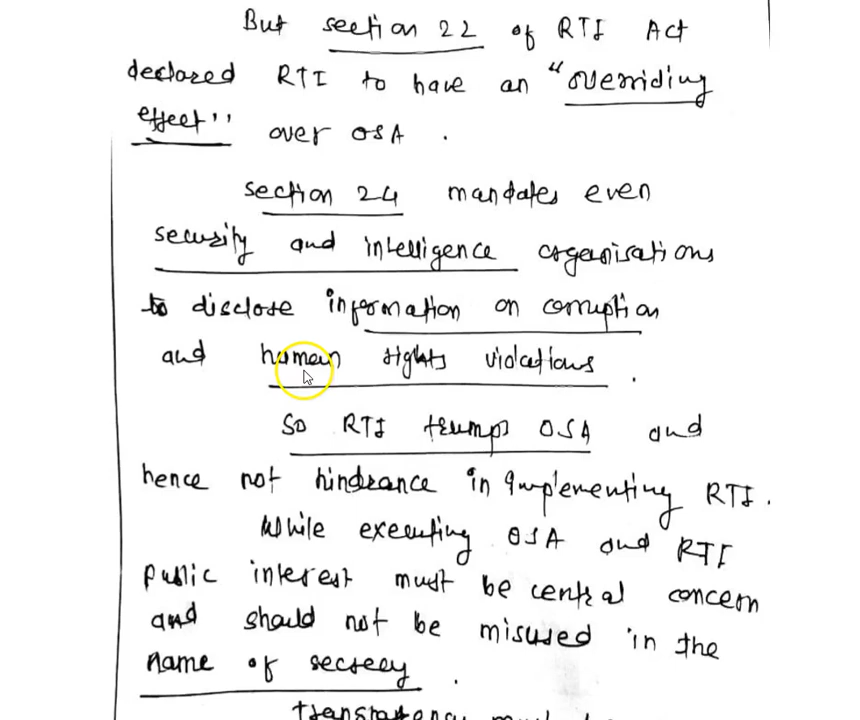 But section 22 of RTI Act
declared RTI to have an "overriding
effect" over OSA .
section 24 mandates even
security and intelligence organisations
to disclose information on corruption
and human rights violations .
So RTI trumps OSA and
hence not hindrance in implementing RTI.
While executing OSA and RTI
public interest must be central concern
and should not be misused in the
name of secrecy .
transparency must